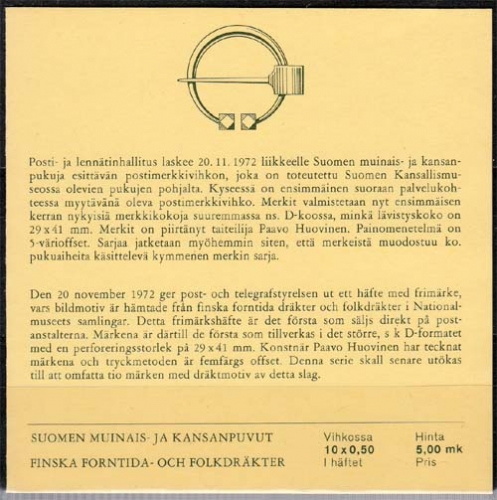 Posti- ja lennätinhallitus laskee 20.11.1972 liikkeelle Suomen muinais- ja kansan-
pukuja esittävän postimerkkivihkon, joka on toteutettu Suomen Kansallismu-
seossa olevien pukujen pohjalta. Kyseessä on ensimmäinen suoraan palvelukoh-
teessa myytävänä oleva postimerkkivihko. Merkit valmistetaan nyt ensimmäisen
kerran nykyisiä merkkikokoja suuremmassa ns. D-koossa, minkä lävistyskoko on
29x41 mm. Merkit on piirtänyt taiteilija Paavo Huovinen. Painomenetelmä on
5-värioffset. Sarjaa jatketaan myöhemmin siten, että merkeistä muodostuu ko.
pukuaiheita käsittelevä kymmenen merkin sarja.
Den 20 november 1972 ger post- och telegrafstyrelsen ut ett häfte med frimärke,
vars bildmotiv är hämtade från finska forntida dräkter och folkdräkter i National-
museets samlingar. Detta frimärkshäfte är det första som säljs direkt på post-
anstalterna. Märkena är därtill de första som tillverkas i det större, s k D-formatet
med en perforeringsstorlek på 29 x 41 mm. Konstnär Paavo Huovinen har tecknat
märkena och tryckmetoden är femfärgs offset. Denna serie skall senare utökas
till att omfatta tio märken med dräktmotiv av detta slag.
SUOMEN MUINAIS- JA KANSANPUVUT Vihkossa Hinta
10 x 0,50 5,00 mk
FINSKA FORNTIDA- OCH FOLKDRÄKTER I häftet Pris